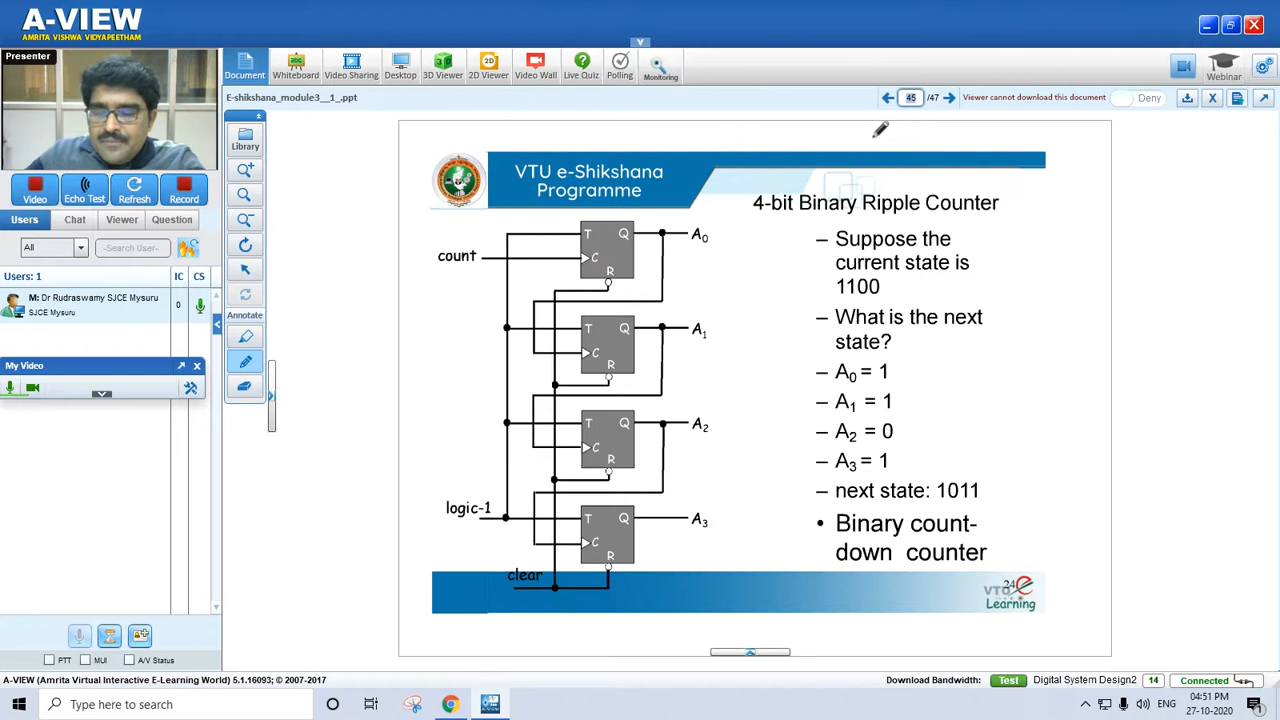 A-VIEW
AMRITA VISHWA VIDYAPEETHAM
Presenter
Document
Whiteboard
Video Sharing
Desktop
3D Viewer
2D Viewer
Video Wall
Live Quiz
Polling
Monitoring
Webinar
E-shikshana_module3__1_.ppt
45 /47
Viewer cannot download this document
Deny
Library
Annotate
Video
Echo Test
Refresh
Record
Users
Chat
Viewer
Question
All
-Search User-
Users: 1
IC
CS
M: Dr Rudraswamy SJCE Mysuru
SJCE Mysuru
0
My Video
VTU e-Shikshana
Programme
4-bit Binary Ripple Counter
– Suppose the
current state is
1100
– What is the next
state?
– A0 = 1
– A1 = 1
– A2 = 0
– A3 = 1
– next state: 1011
• Binary count-
down counter
count
T Q
C
R
A0
T Q
C
R
A1
T Q
C
R
A2
logic-1
T Q
C
R
A3
clear
24
VTU e
Learning
PTT
MUI
A/V Status
A-VIEW (Amrita Virtual Interactive E-Learning World) 5.1.16093; © 2007-2017
Download Bandwidth:
Test
Digital System Design2
14
Connected
Type here to search
ENG
04:51 PM
27-10-2020
1